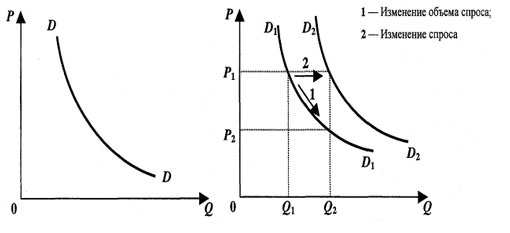 P
D
D
0
Q
P
D1
D2
1 — Изменение объема спроса;
2 — Изменение спроса
P1
2
1
P2
D1
D2
0
Q1
Q2
Q